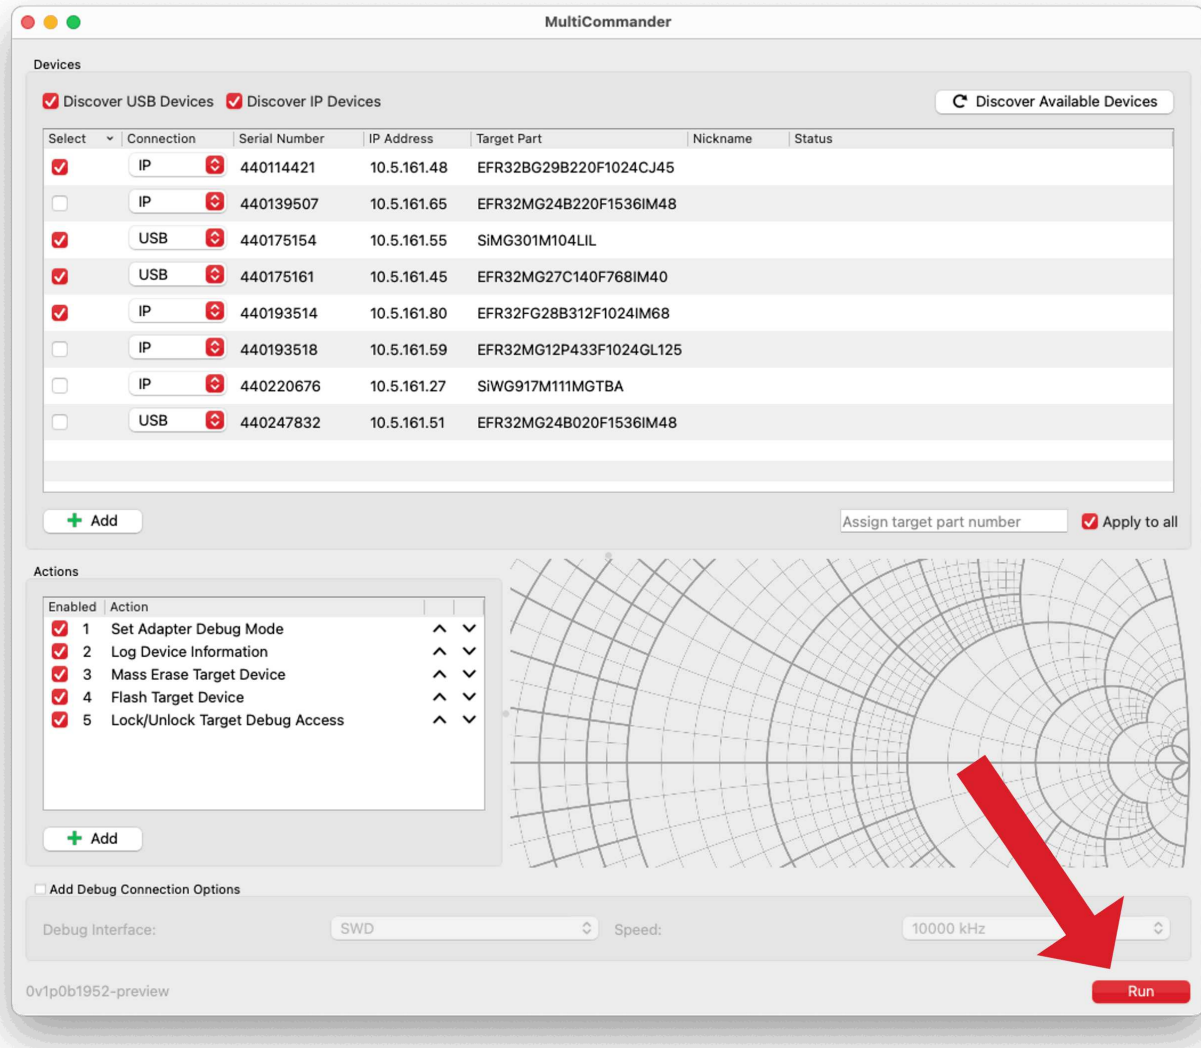 MultiCommander
Devices
Discover USB Devices Discover IP Devices Discover Available Devices
Select Connection Serial Number IP Address Target Part Nickname Status
IP 440114421 10.5.161.48 EFR32BG29B220F1024CJ45
IP 440139507 10.5.161.65 EFR32MG24B220F1536IM48
USB 440175154 10.5.161.55 SiMG301M104LIL
USB 440175161 10.5.161.45 EFR32MG27C140F768IM40
IP 440193514 10.5.161.80 EFR32FG28B312F1024IM68
IP 440193518 10.5.161.59 EFR32MG12P433F1024GL125
IP 440220676 10.5.161.27 SiWG917M111MGTBA
USB 440247832 10.5.161.51 EFR32MG24B020F1536IM48
Add Assign target part number Apply to all
Actions
Enabled Action
1 Set Adapter Debug Mode
2 Log Device Information
3 Mass Erase Target Device
4 Flash Target Device
5 Lock/Unlock Target Debug Access
Add
Add Debug Connection Options
Debug Interface: SWD Speed: 10000 kHz
0v1p0b1952-preview Run